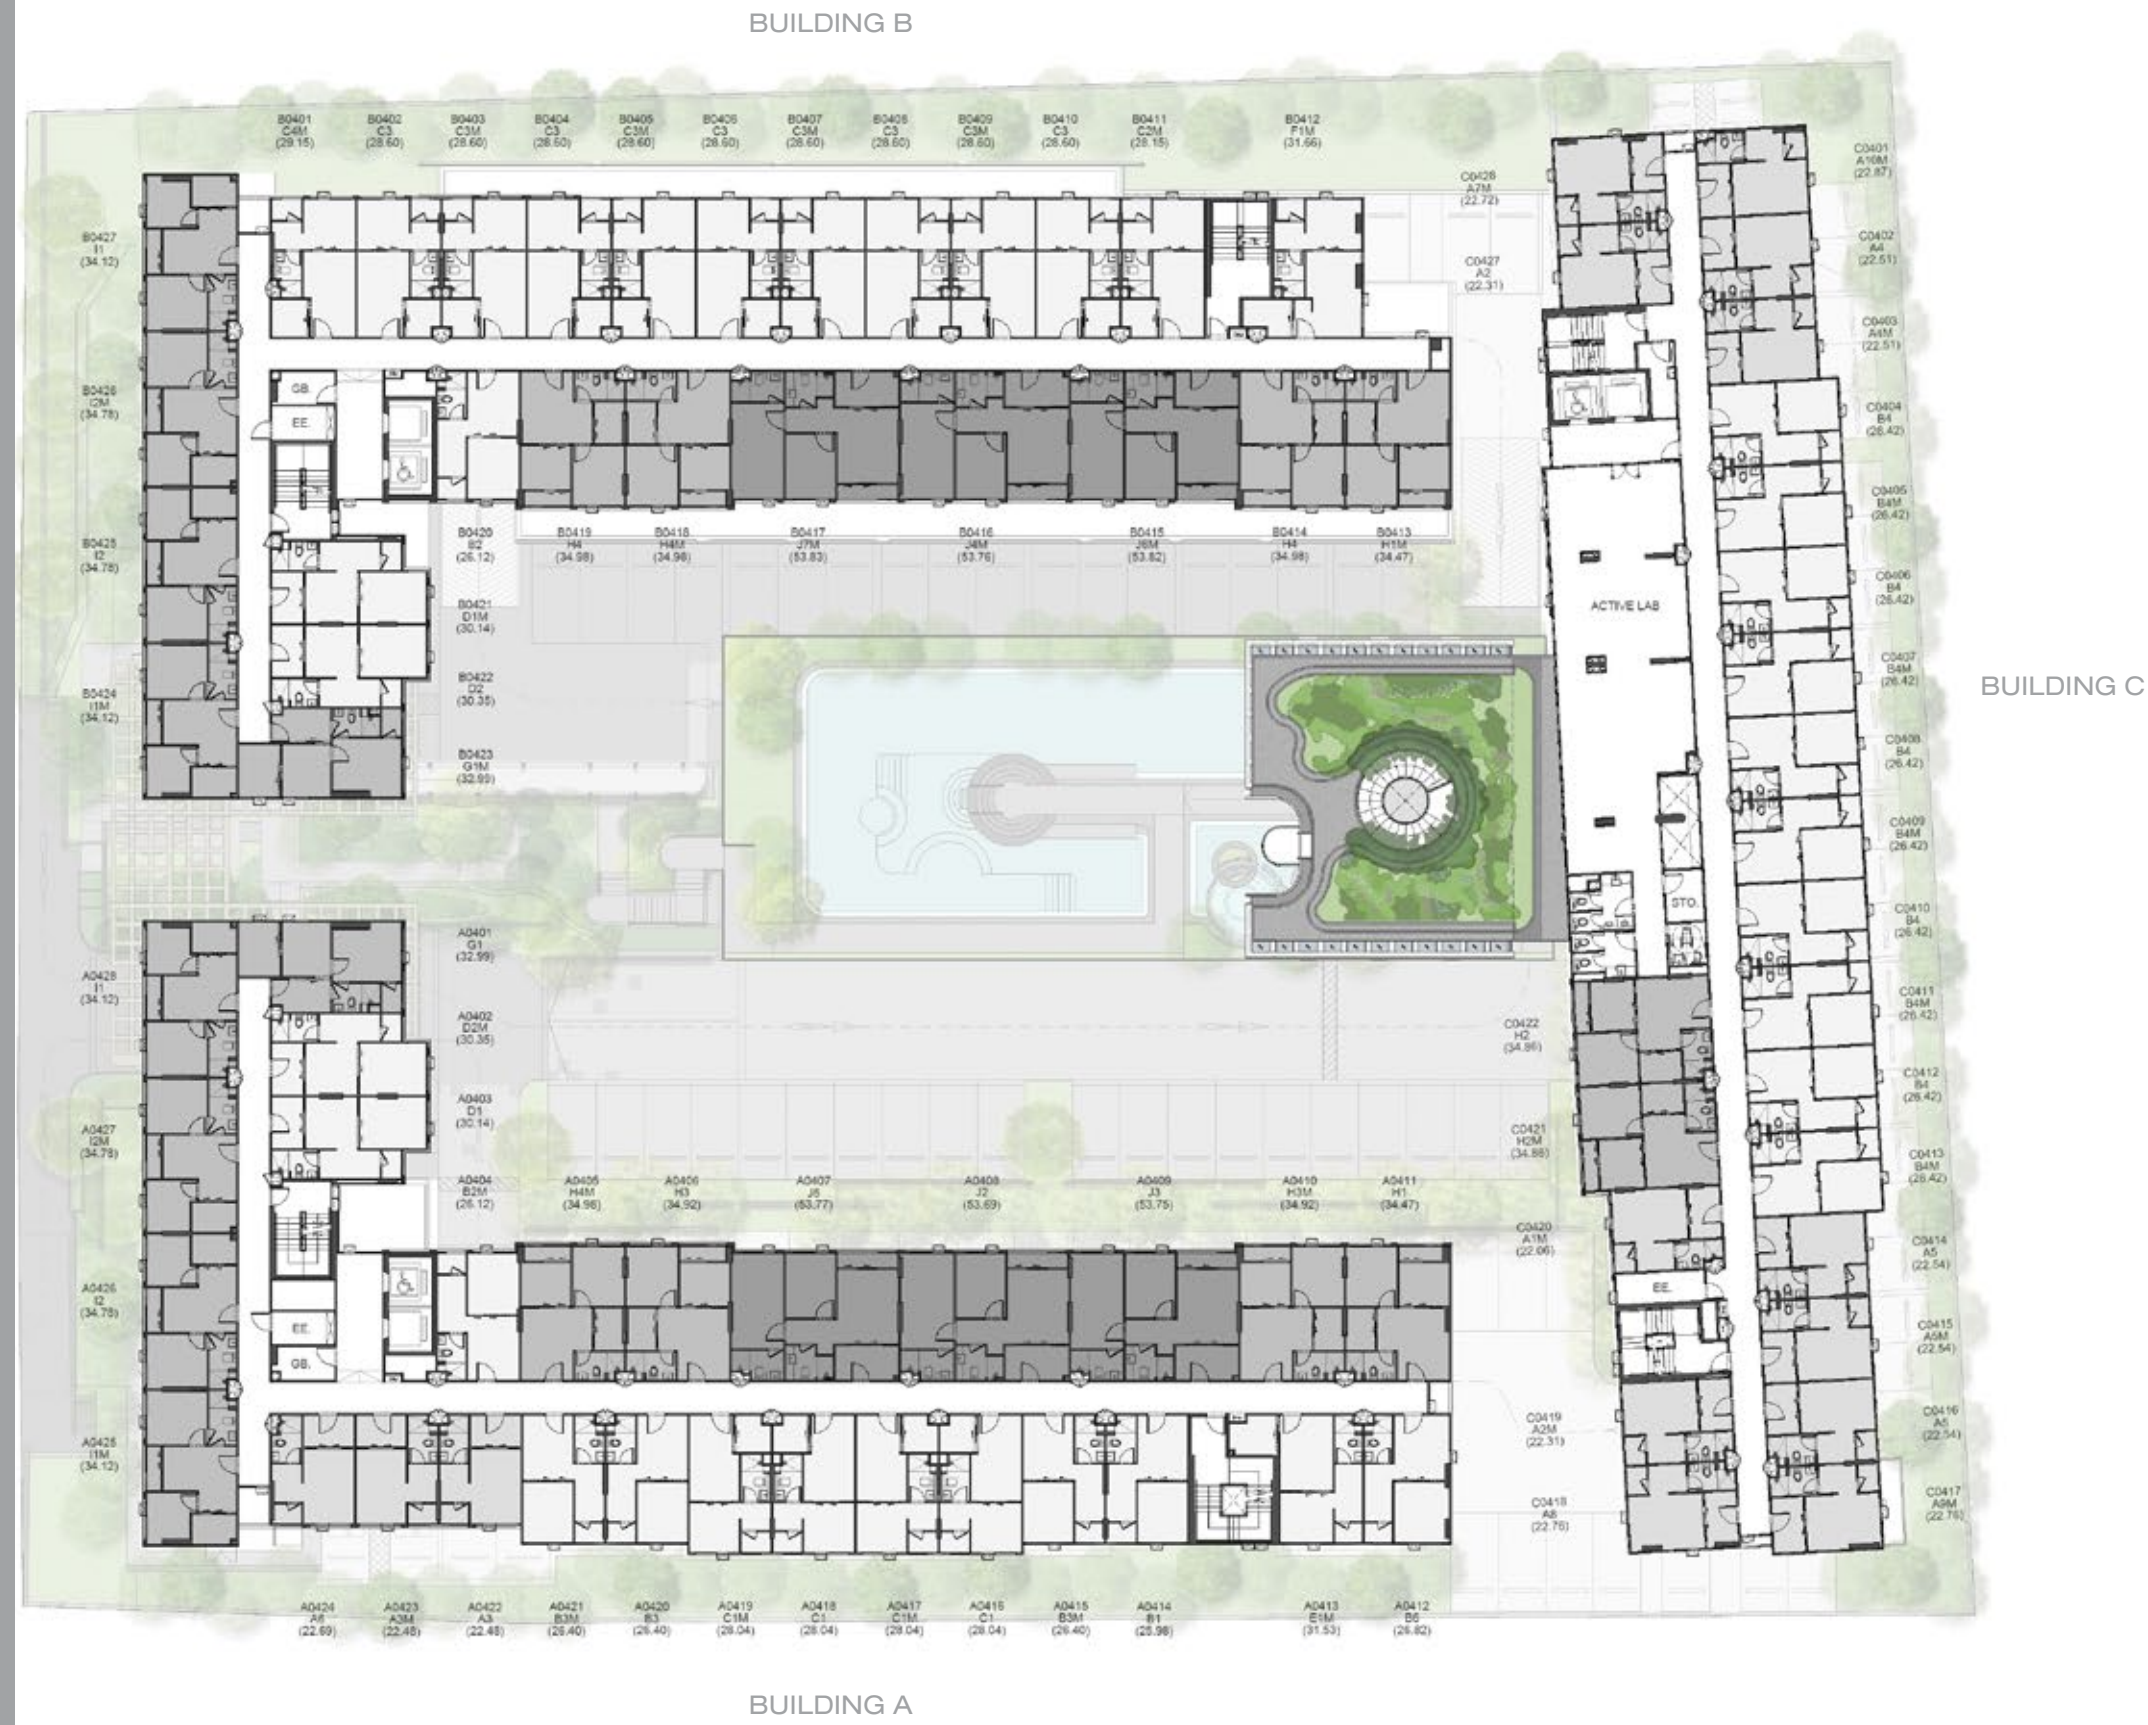 BUILDING B
B0401
C4M
(29.15)
B0402
C3
(28.60)
B0403
C3M
(28.60)
B0404
C3
(28.60)
B0405
C3M
(28.60)
B0406
C3
(28.60)
B0407
C3M
(28.60)
B0408
C3
(28.60)
B0409
C3M
(28.60)
B0410
C3
(28.60)
B0411
C2M
(28.15)
B0412
F1M
(31.66)
C0428
A7M
(22.72)
C0427
A2
(22.31)
C0401
A10M
(22.87)
C0402
A4
(22.51)
C0403
A4M
(22.51)
C0404
B4
(26.42)
C0405
B4M
(26.42)
C0406
B4
(26.42)
C0407
B4M
(26.42)
C0408
B4
(26.42)
C0409
B4M
(26.42)
C0410
B4
(26.42)
C0411
B4M
(26.42)
C0412
B4
(26.42)
C0413
B4M
(26.42)
C0414
A5
(22.54)
C0415
A5M
(22.54)
C0416
A5
(22.54)
C0417
A9M
(22.76)
BUILDING C
B0427
I1
(34.12)
B0426
I2M
(34.78)
B0425
I2
(34.78)
B0424
I1M
(34.12)
GB.
EE.
B0420
B2
(26.12)
B0419
H4
(34.98)
B0418
H4M
(34.98)
B0417
J7M
(53.83)
B0416
J4M
(53.76)
B0415
J6M
(53.82)
B0414
H4
(34.98)
B0413
H1M
(34.47)
B0421
D1M
(30.14)
B0422
D2
(30.35)
B0423
G1M
(32.99)
ACTIVE LAB
STO.
A0401
G1
(32.99)
A0402
D2M
(30.35)
A0403
D1
(30.14)
A0428
I1
(34.12)
A0427
I2M
(34.78)
A0426
I2
(34.78)
A0425
I1M
(34.12)
A0404
B2M
(26.12)
A0405
H4M
(34.98)
A0406
H3
(34.92)
A0407
J5
(53.77)
A0408
J2
(53.69)
A0409
J3
(53.75)
A0410
H3M
(34.92)
A0411
H1
(34.47)
C0422
H2
(34.86)
C0421
H2M
(34.86)
C0420
A1M
(22.06)
EE.
C0419
A2M
(22.31)
C0418
A8
(22.76)
EE.
GB.
A0424
A6
(22.69)
A0423
A3M
(22.48)
A0422
A3
(22.48)
A0421
B3M
(26.40)
A0420
B3
(26.40)
A0419
C1M
(28.04)
A0418
C1
(28.04)
A0417
C1M
(28.04)
A0416
C1
(28.04)
A0415
B3M
(26.40)
A0414
B1
(25.98)
A0413
E1M
(31.53)
A0412
B6
(26.82)
BUILDING A